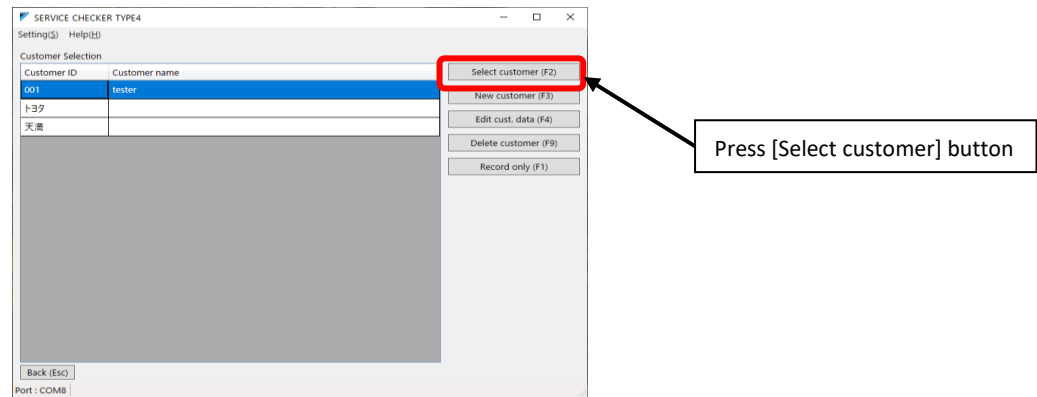 SERVICE CHECKER TYPE4
Setting(S) Help(H)
Customer Selection
Customer ID Customer name
001 tester
トヨタ
天満
Select customer (F2)
New customer (F3)
Edit cust. data (F4)
Delete customer (F9)
Record only (F1)
Press [Select customer] button
Back (Esc)
Port : COM8